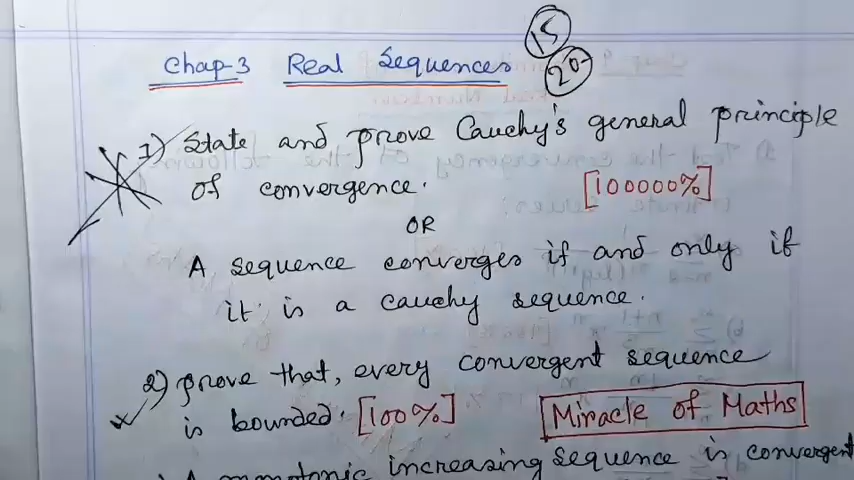 15
20-
Chap-3 Real Sequences
1) State and prove Cauchy's general principle
of convergence. [100000%]
OR
A sequence converges if and only if
it is a cauchy sequence.
2) prove that, every convergent sequence
is bounded. [100%] Miracle of Maths
A monotonic increasing sequence is convergent